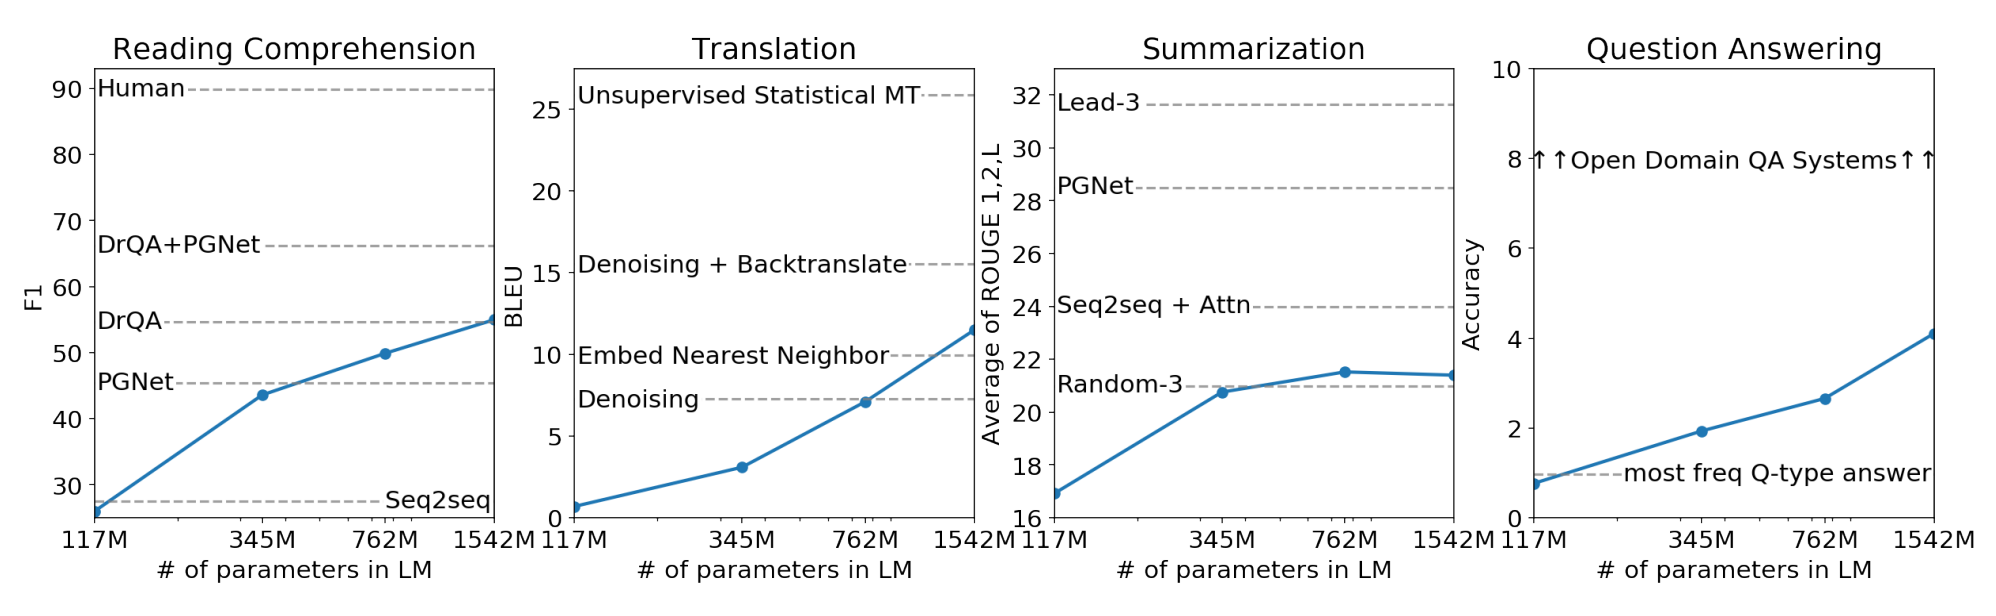 Reading Comprehension
F1
90
80
70
60
50
40
30
Human
DrQA+PGNet
DrQA
PGNet
Seq2seq
117M 345M 762M 1542M
# of parameters in LM
Translation
BLEU
25
20
15
10
5
0
Unsupervised Statistical MT
Denoising + Backtranslate
Embed Nearest Neighbor
Denoising
117M 345M 762M 1542M
# of parameters in LM
Summarization
Average of ROUGE 1,2,L
32
30
28
26
24
22
20
18
16
Lead-3
PGNet
Seq2seq + Attn
Random-3
117M 345M 762M 1542M
# of parameters in LM
Question Answering
Accuracy
10
8
6
4
2
0
↑↑Open Domain QA Systems↑↑
most freq Q-type answer
117M 345M 762M 1542M
# of parameters in LM